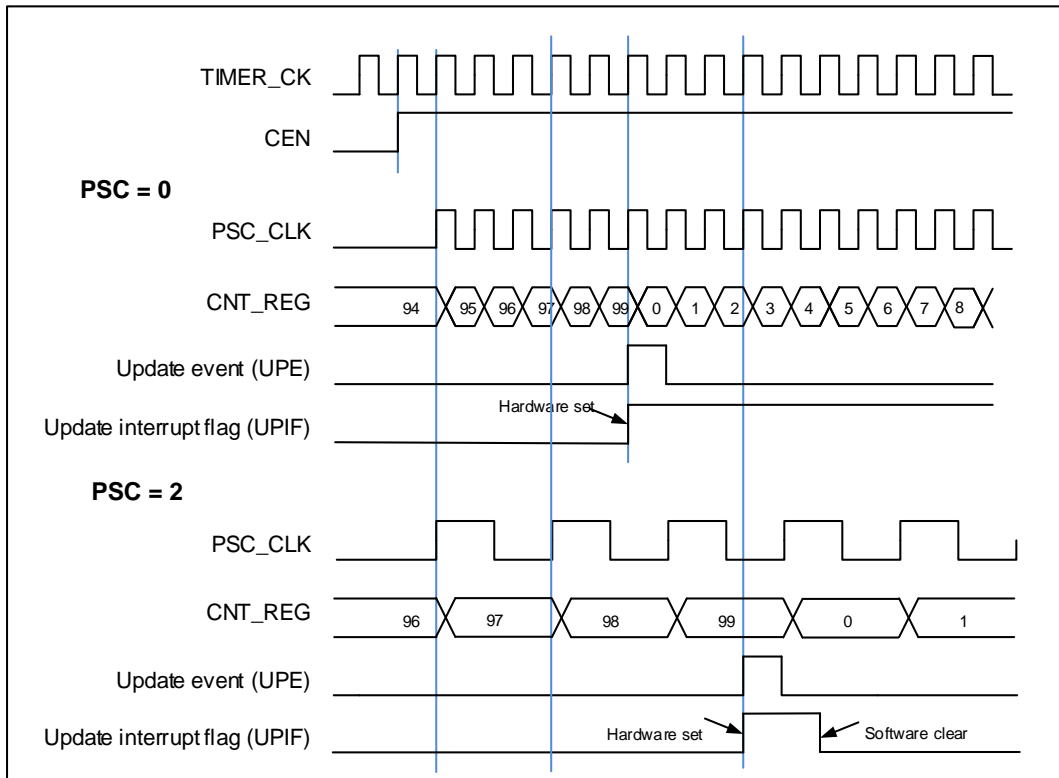 TIMER_CK
CEN
PSC = 0
PSC_CLK
CNT_REG 94 95 96 97 98 99 0 1 2 3 4 5 6 7 8
Update event (UPE)
Hardware set
Update interrupt flag (UPIF)
PSC = 2
PSC_CLK
CNT_REG 96 97 98 99 0 1
Update event (UPE)
Update interrupt flag (UPIF) Hardware set Software clear